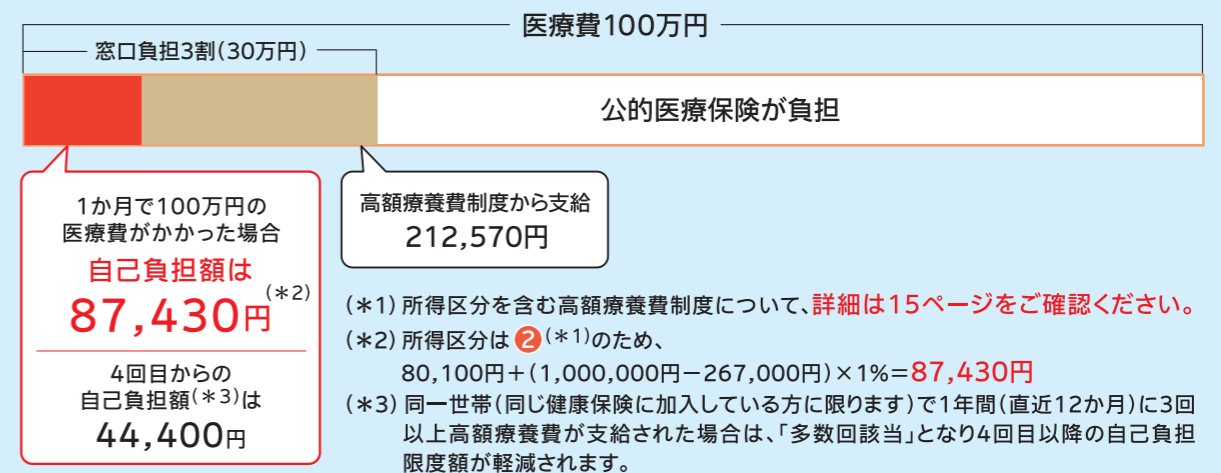 医療費100万円
窓口負担3割(30万円)
公的医療保険が負担
1か月で100万円の
医療費がかかった場合
自己負担額は
87,430円(＊2)
4回目からの
自己負担額(＊3)は
44,400円
高額療養費制度から支給
212,570円
(＊1)所得区分を含む高額療養費制度について、詳細は15ページをご確認ください。
(＊2)所得区分は2(＊1)のため、
80,100円＋(1,000,000円－267,000円)×1%＝87,430円
(＊3)同一世帯(同じ健康保険に加入している方に限ります)で1年間(直近12か月)に3回
以上高額療養費が支給された場合は、「多数回該当」となり4回目以降の自己負担
限度額が軽減されます。